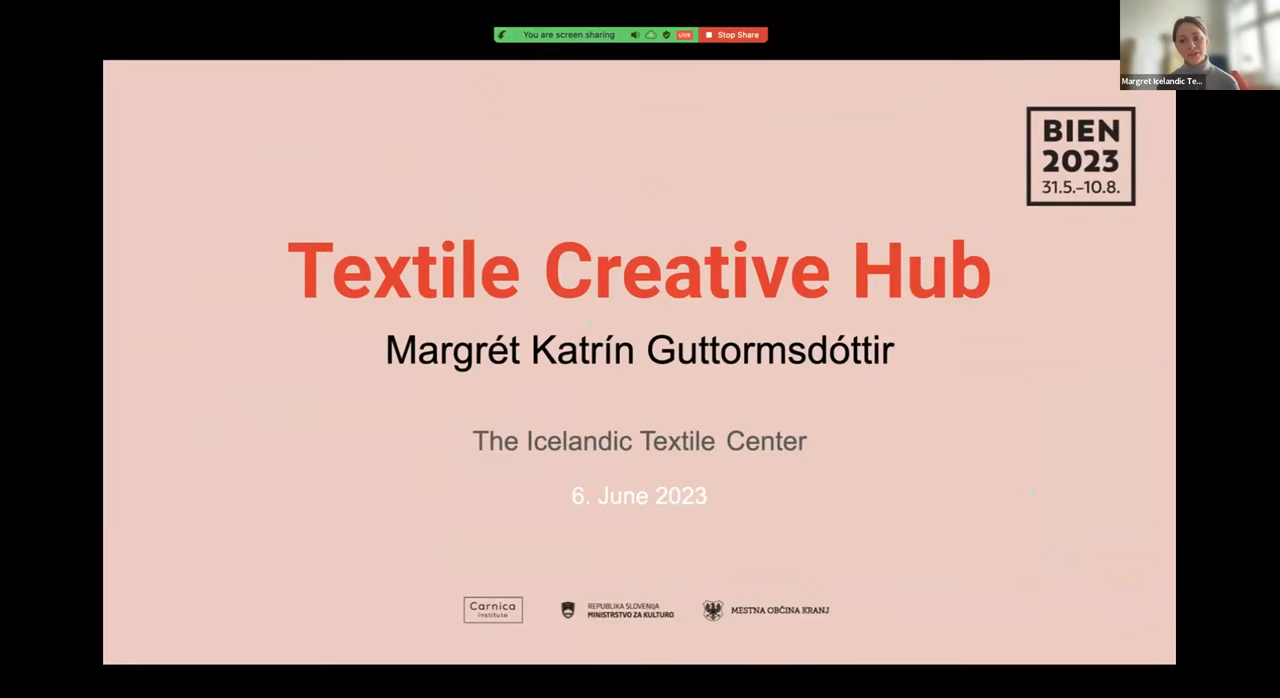 You are screen sharing
LIVE
Stop Share
Margret Icelandic Te...
BIEN
2023
31.5.–10.8.
Textile Creative Hub
Margrét Katrín Guttormsdóttir
The Icelandic Textile Center
6. June 2023
Carnica
Institute
REPUBLIKA SLOVENIJA
MINISTRSTVO ZA KULTURO
MESTNA OBČINA KRANJ